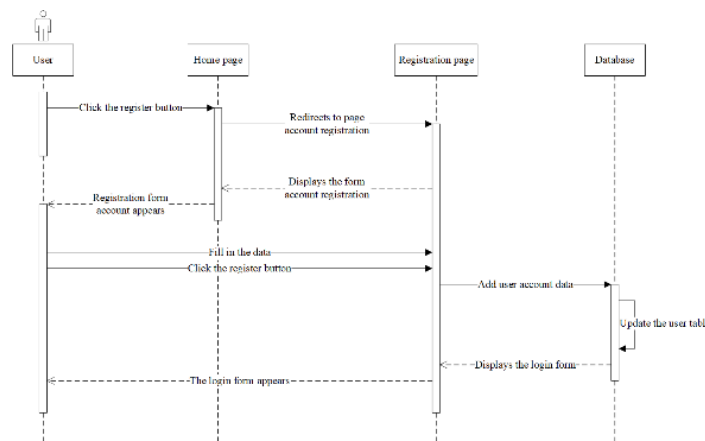 User
Home page
Registration page
Database
Click the register button
Redirects to page
account registration
Displays the form
account registration
Registration form
account appears
Fill in the data
Click the register button
Add user account data
Update the user tabl
Displays the login form
The login form appears